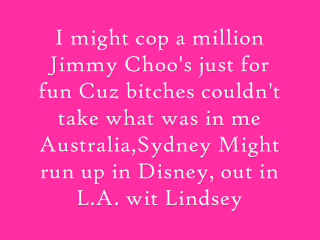 I might cop a million
Jimmy Choo's just for
fun Cuz bitches couldn't
take what was in me
Australia,Sydney Might
run up in Disney, out in
L.A. wit Lindsey